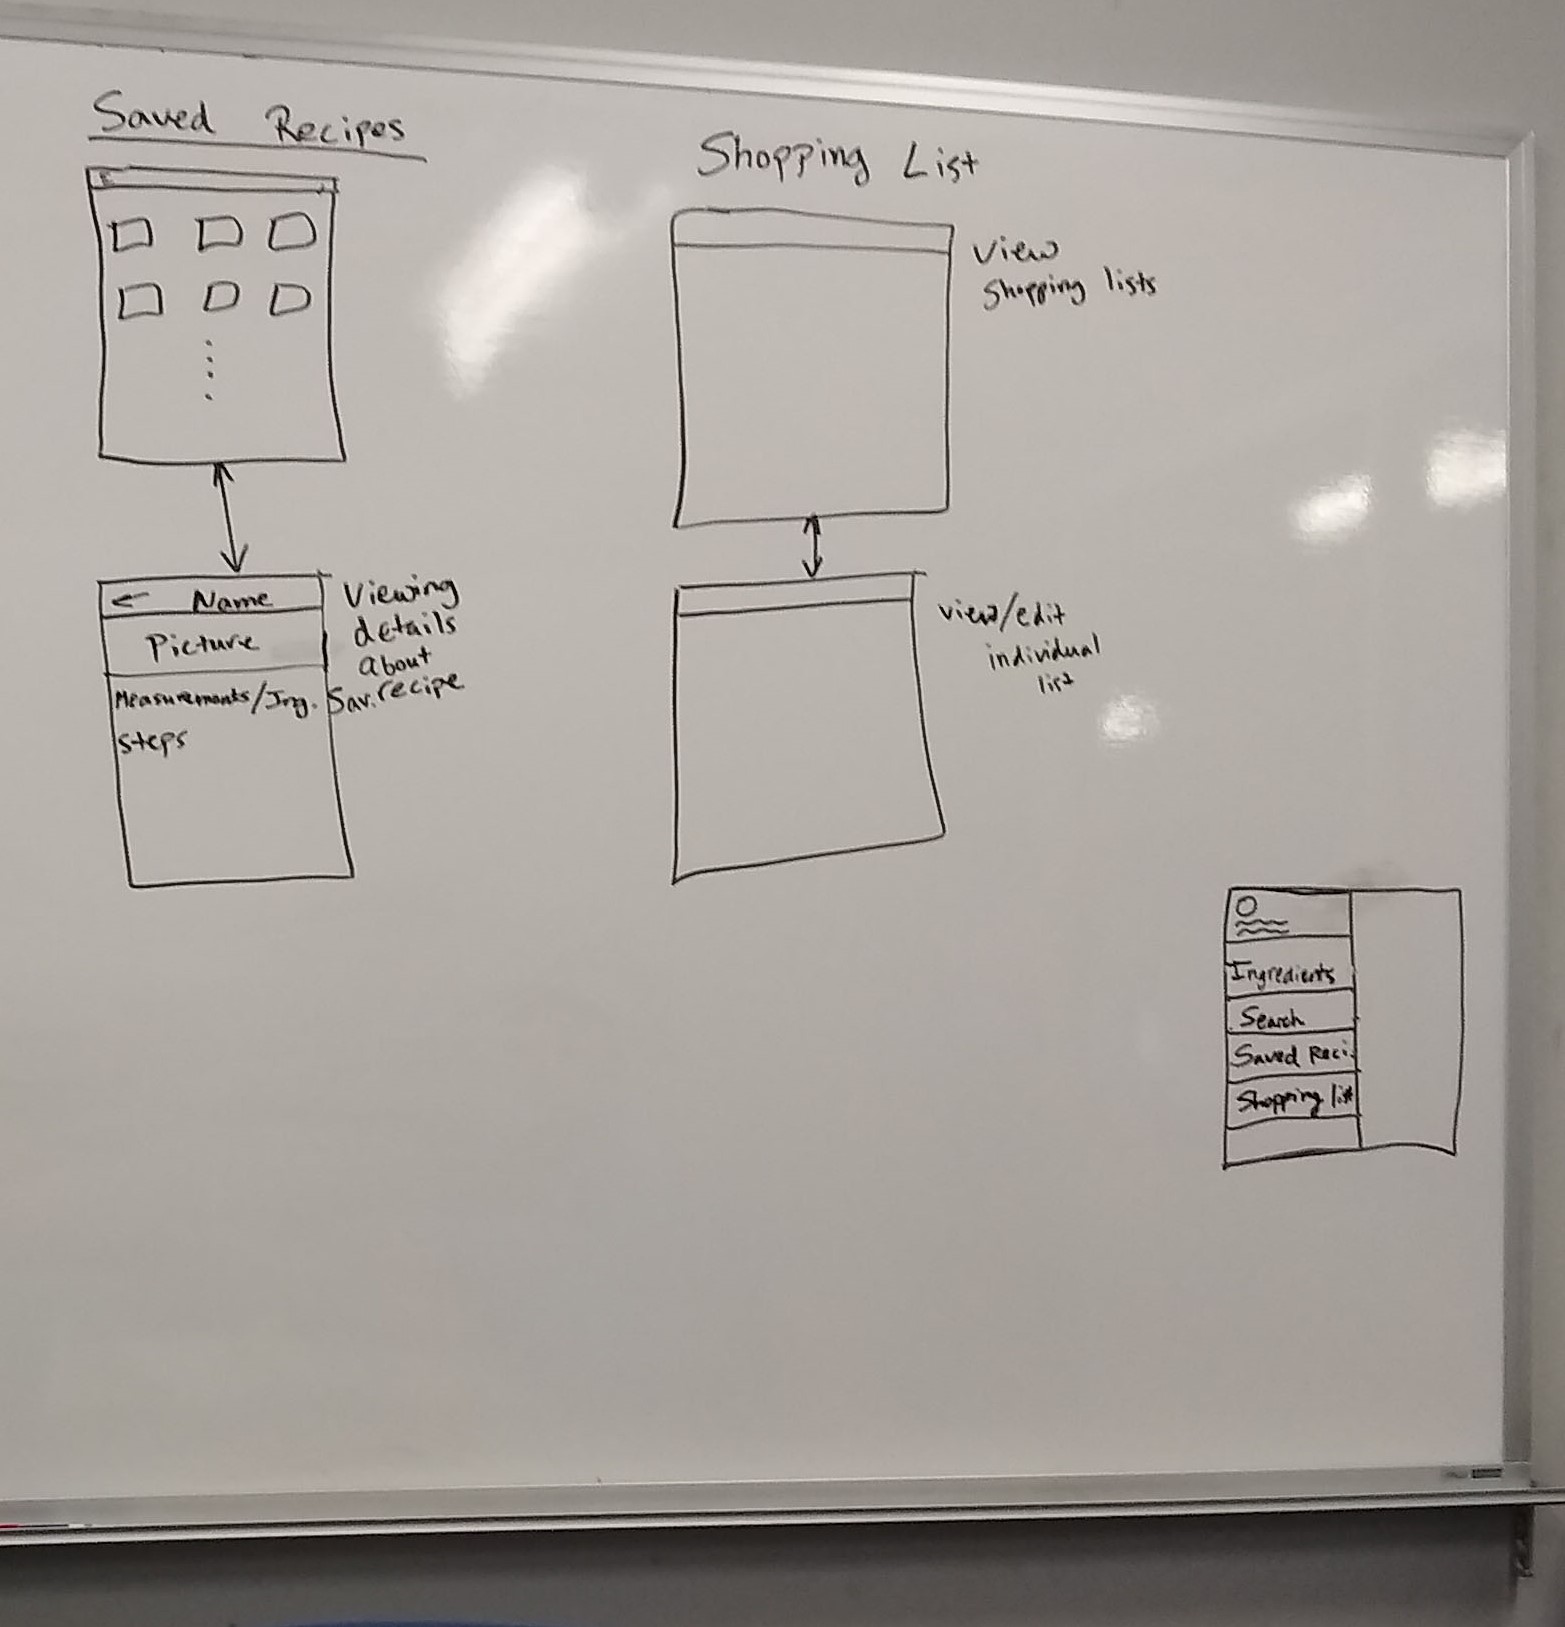 Saved Recipes
Name
Picture
Measurements/Ing.
steps
Viewing
details
about
Sav. recipe
Shopping List
View
Shopping lists
view/edit
individual
list
Ingredients
Search
Saved Reci.
Shopping list